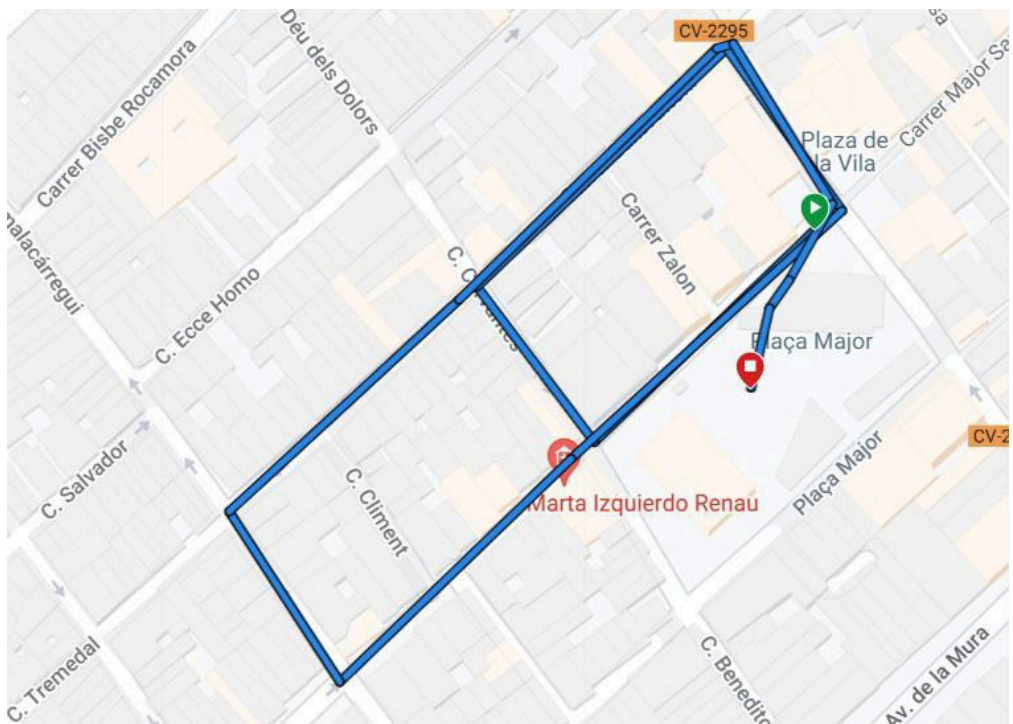 CV-2295
Déu dels Dolors
Carrer Bisbe Rocamora
Carrer Major Sa
Plaza de
la Vila
malacárregui
Carrer Zalon
C. Ecce Homo
Plaça Major
C. Salvador
CV-2
Plaça Major
C. Climent
Marta Izquierdo Renau
C. Tremedal
C. Benedito
Av. de la Mura